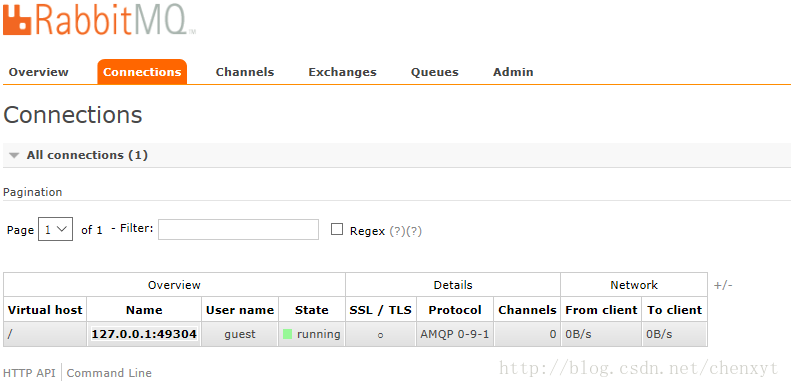 RabbitMQ TM
Overview Connections Channels Exchanges Queues Admin
Connections
All connections (1)
Pagination
Page 1 of 1 - Filter: Regex (?)(?)
Overview Details Network +/-
Virtual host Name User name State SSL / TLS Protocol Channels From client To client
/ 127.0.0.1:49304 guest running ○ AMQP 0-9-1 0 0B/s 0B/s
HTTP API Command Line
http://blog.csdn.net/chenxyt